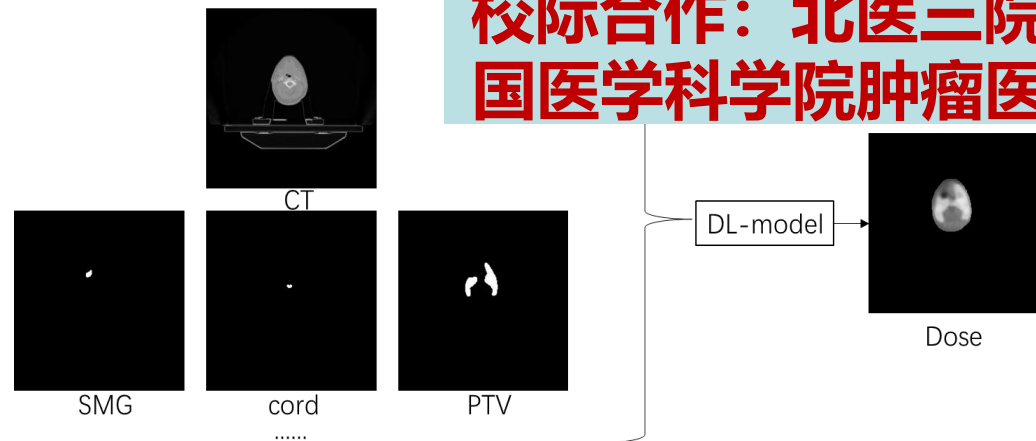 校际合作：北医三院
国医学科学院肿瘤医
CT
DL-model
Dose
SMG
cord
PTV
......